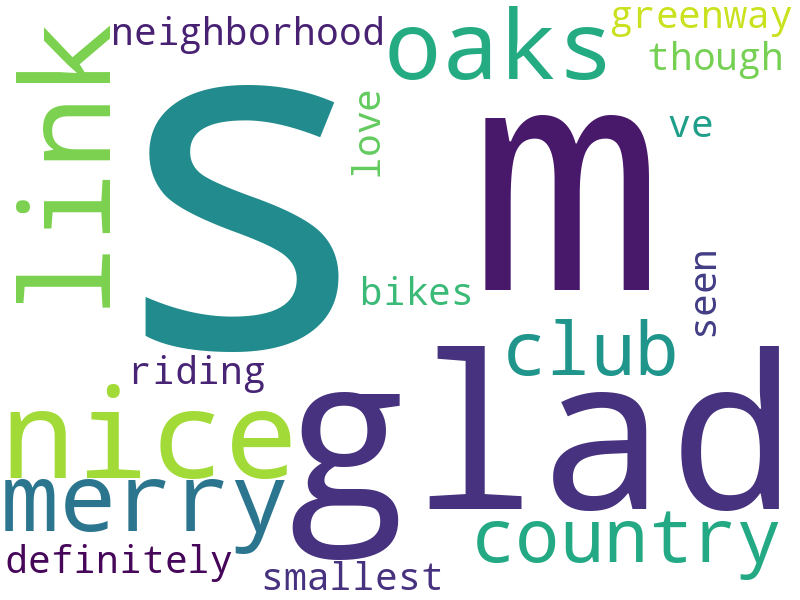 neighborhood
greenway
oaks
though
link
s
m
love
ve
seen
bikes
club
riding
nice
glad
merry
country
definitely
smallest